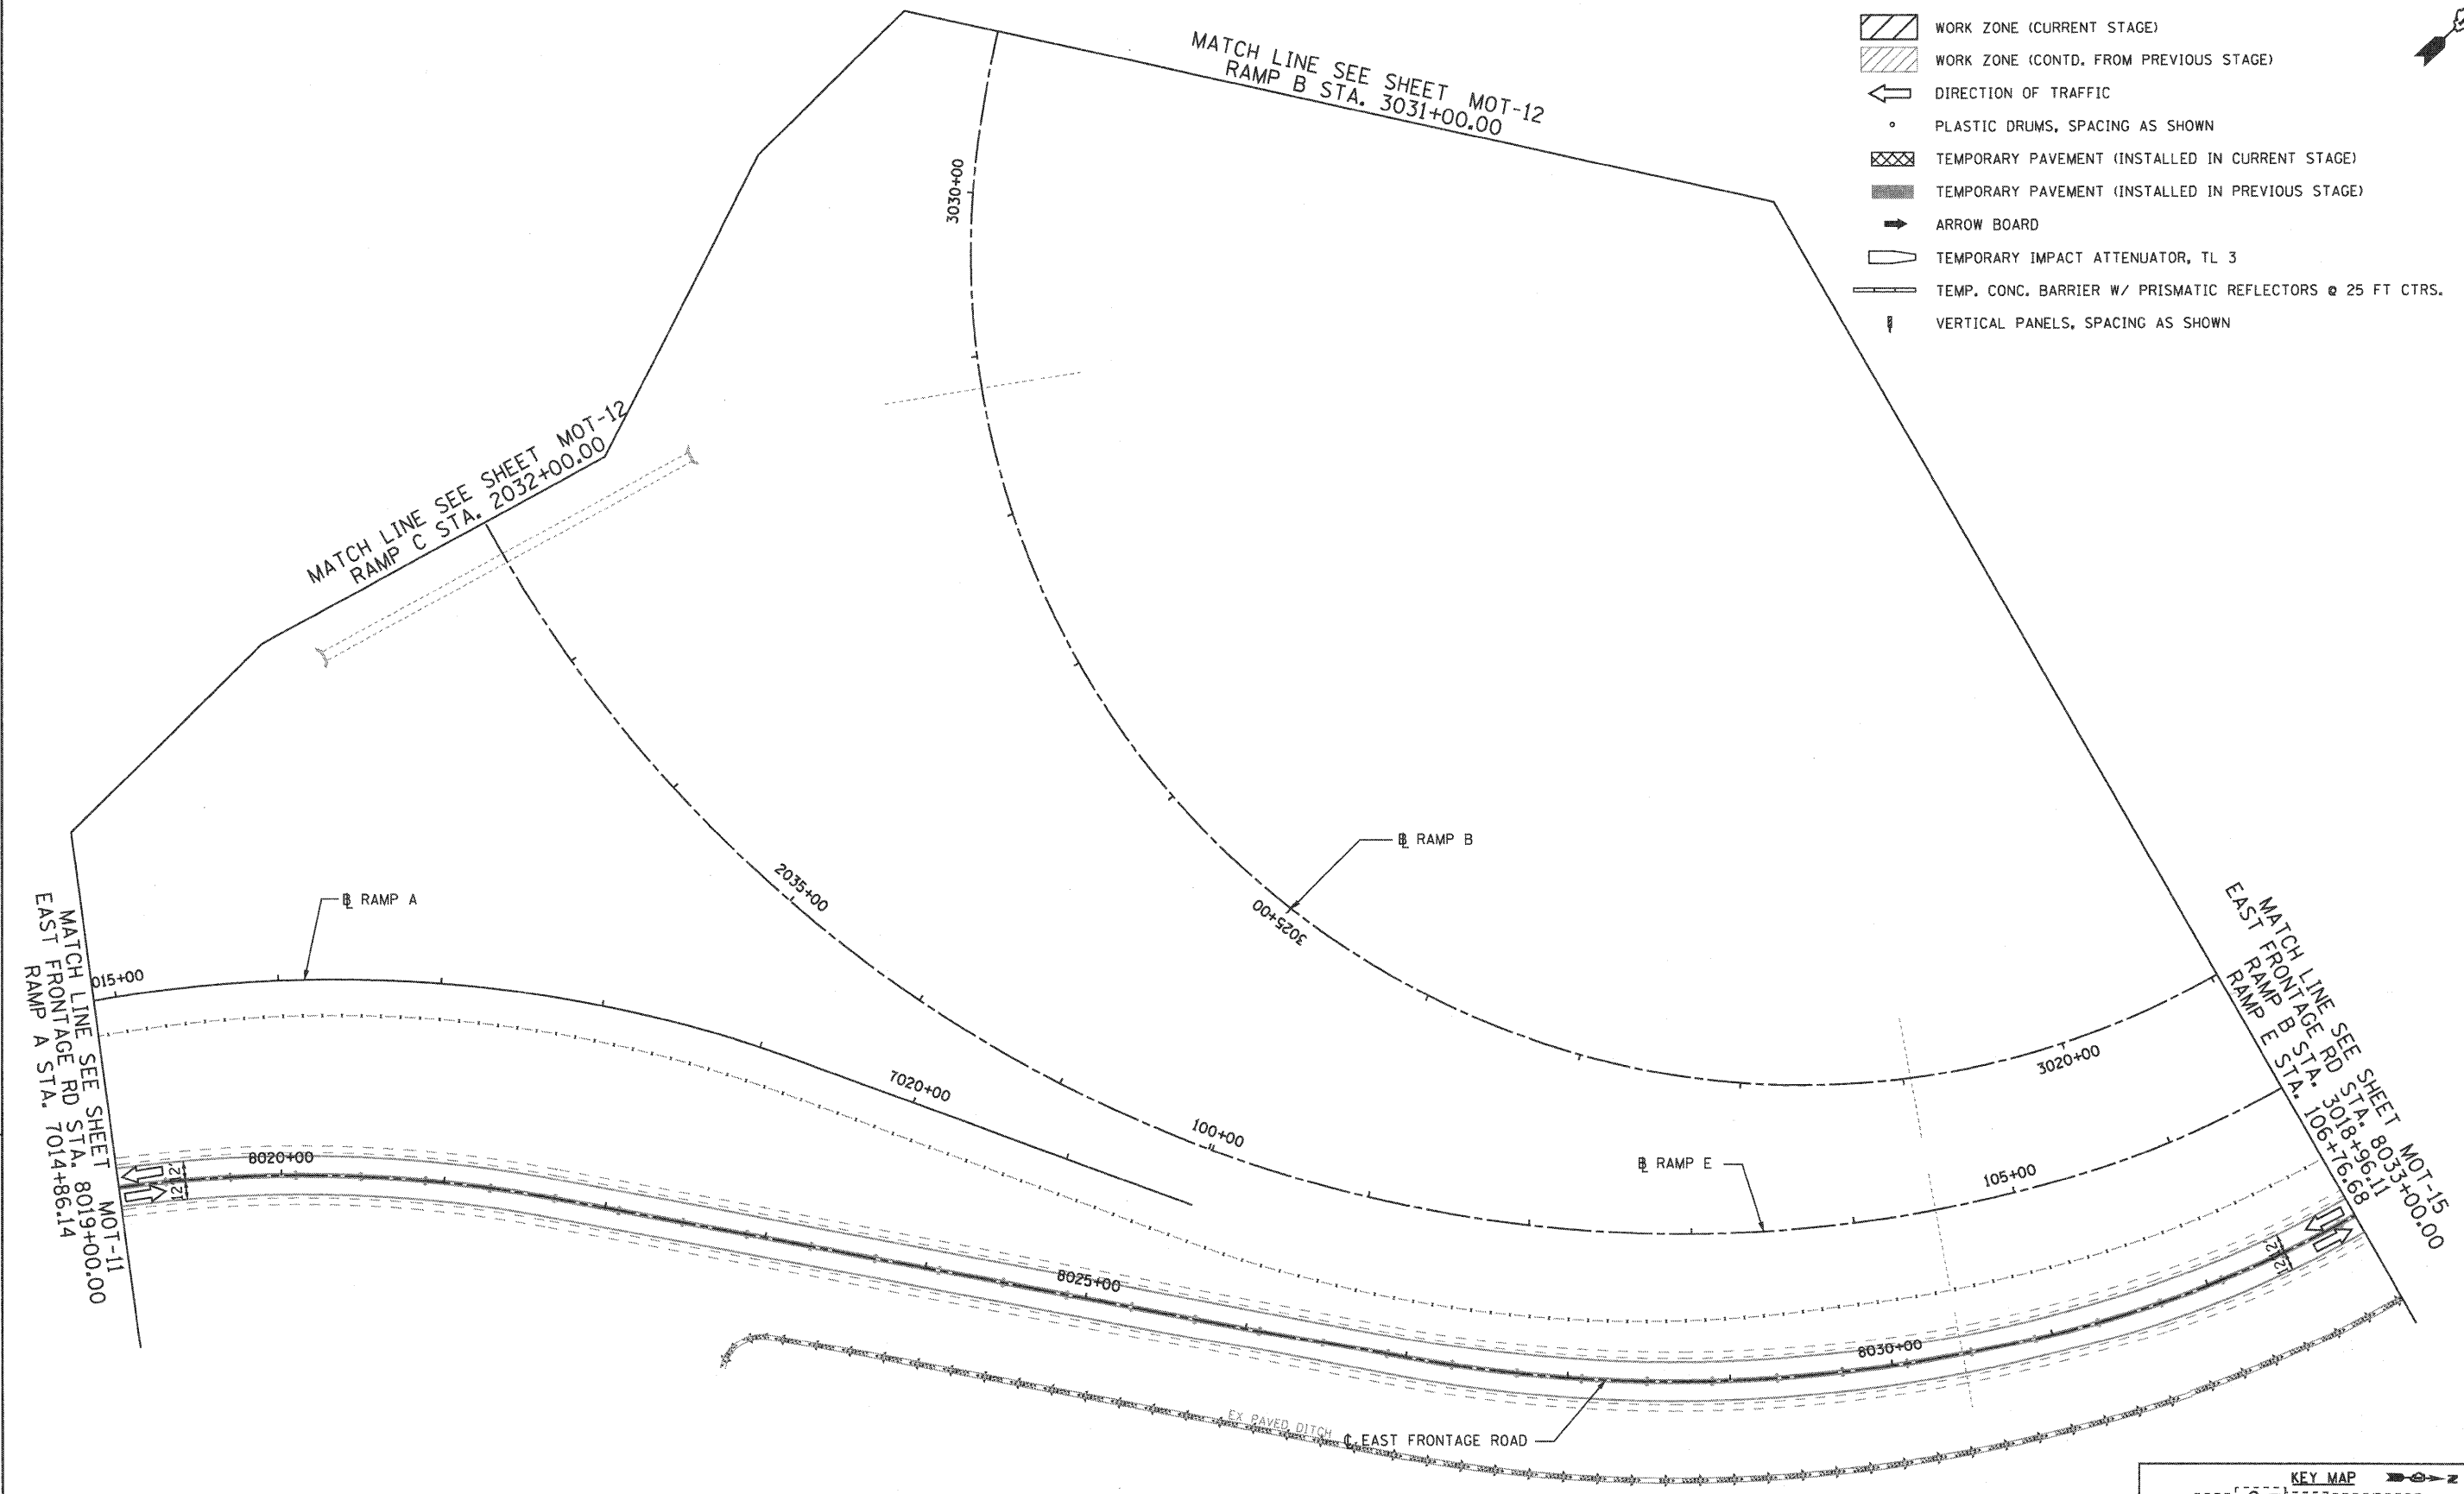 WORK ZONE (CURRENT STAGE)
WORK ZONE (CONTD. FROM PREVIOUS STAGE)
DIRECTION OF TRAFFIC
PLASTIC DRUMS, SPACING AS SHOWN
TEMPORARY PAVEMENT (INSTALLED IN CURRENT STAGE)
TEMPORARY PAVEMENT (INSTALLED IN PREVIOUS STAGE)
ARROW BOARD
TEMPORARY IMPACT ATTENUATOR, TL 3
TEMP. CONC. BARRIER W/ PRISMATIC REFLECTORS @ 25 FT CTRS.
VERTICAL PANELS, SPACING AS SHOWN
MATCH LINE SEE SHEET MOT-12
RAMP B STA. 3031+00.00
3030+00
MATCH LINE SEE SHEET MOT-12
RAMP C STA. 2032+00.00
℄ RAMP B
2035+00
3025+00
℄ RAMP A
015+00
MATCH LINE SEE SHEET MOT-11
EAST FRONTAGE RD STA. 8019+00.00
RAMP A STA. 7014+86.14
7020+00
100+00
3020+00
℄ RAMP E
105+00
MATCH LINE SEE SHEET MOT-15
EAST FRONTAGE RD STA. 8033+00.00
RAMP B STA. 3018+96.11
RAMP E STA. 106+76.68
8020+00
12'
12'
8025+00
8030+00
12'
12'
EX PAVED DITCH
℄ EAST FRONTAGE ROAD
KEY MAP
Z